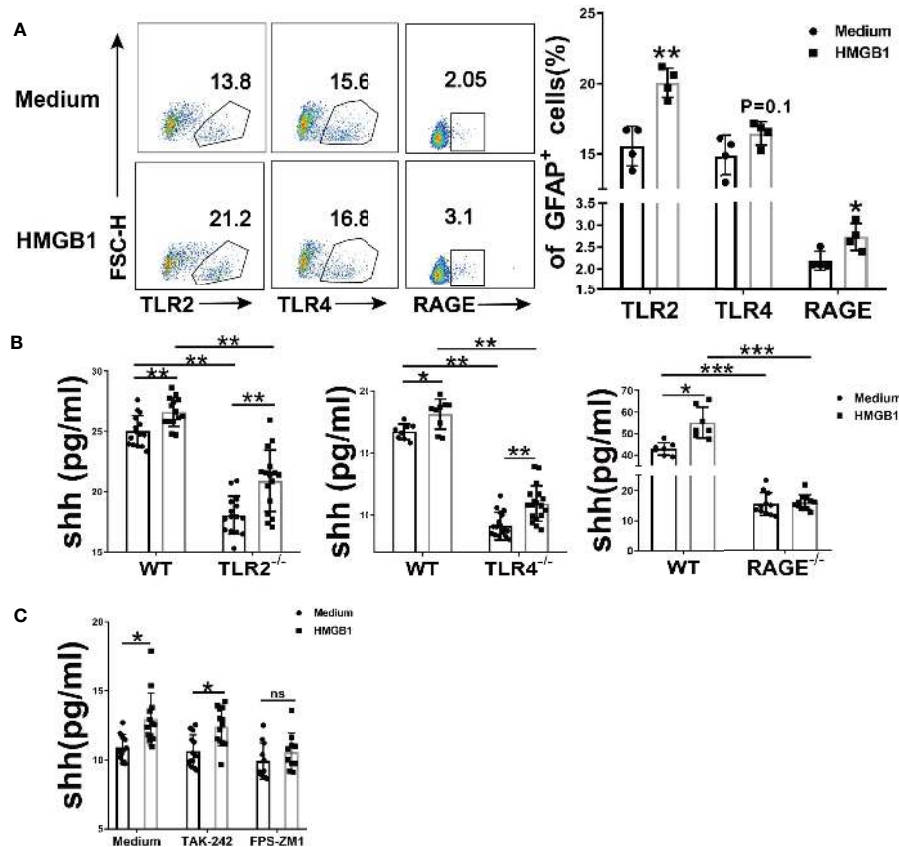 A
Medium
HMGB1
FSC-H
13.8
15.6
2.05
21.2
16.8
3.1
TLR2
TLR4
RAGE
of GFAP+ cells(%)
20
15
3.5
3.0
2.5
2.0
1.5
**
P=0.1
*
TLR2
TLR4
RAGE
Medium
HMGB1
B
shh (pg/ml)
30
25
20
15
**
**
**
**
WT
TLR2-/-
shh (pg/ml)
**
**
*
**
WT
TLR4-/-
shh(pg/ml)
70
60
50
40
30
20
10
0
***
***
*
WT
RAGE-/-
Medium
HMGB1
C
Medium
HMGB1
shh(pg/ml)
20
15
10
5
*
*
ns
Medium
TAK-242
FPS-ZM1